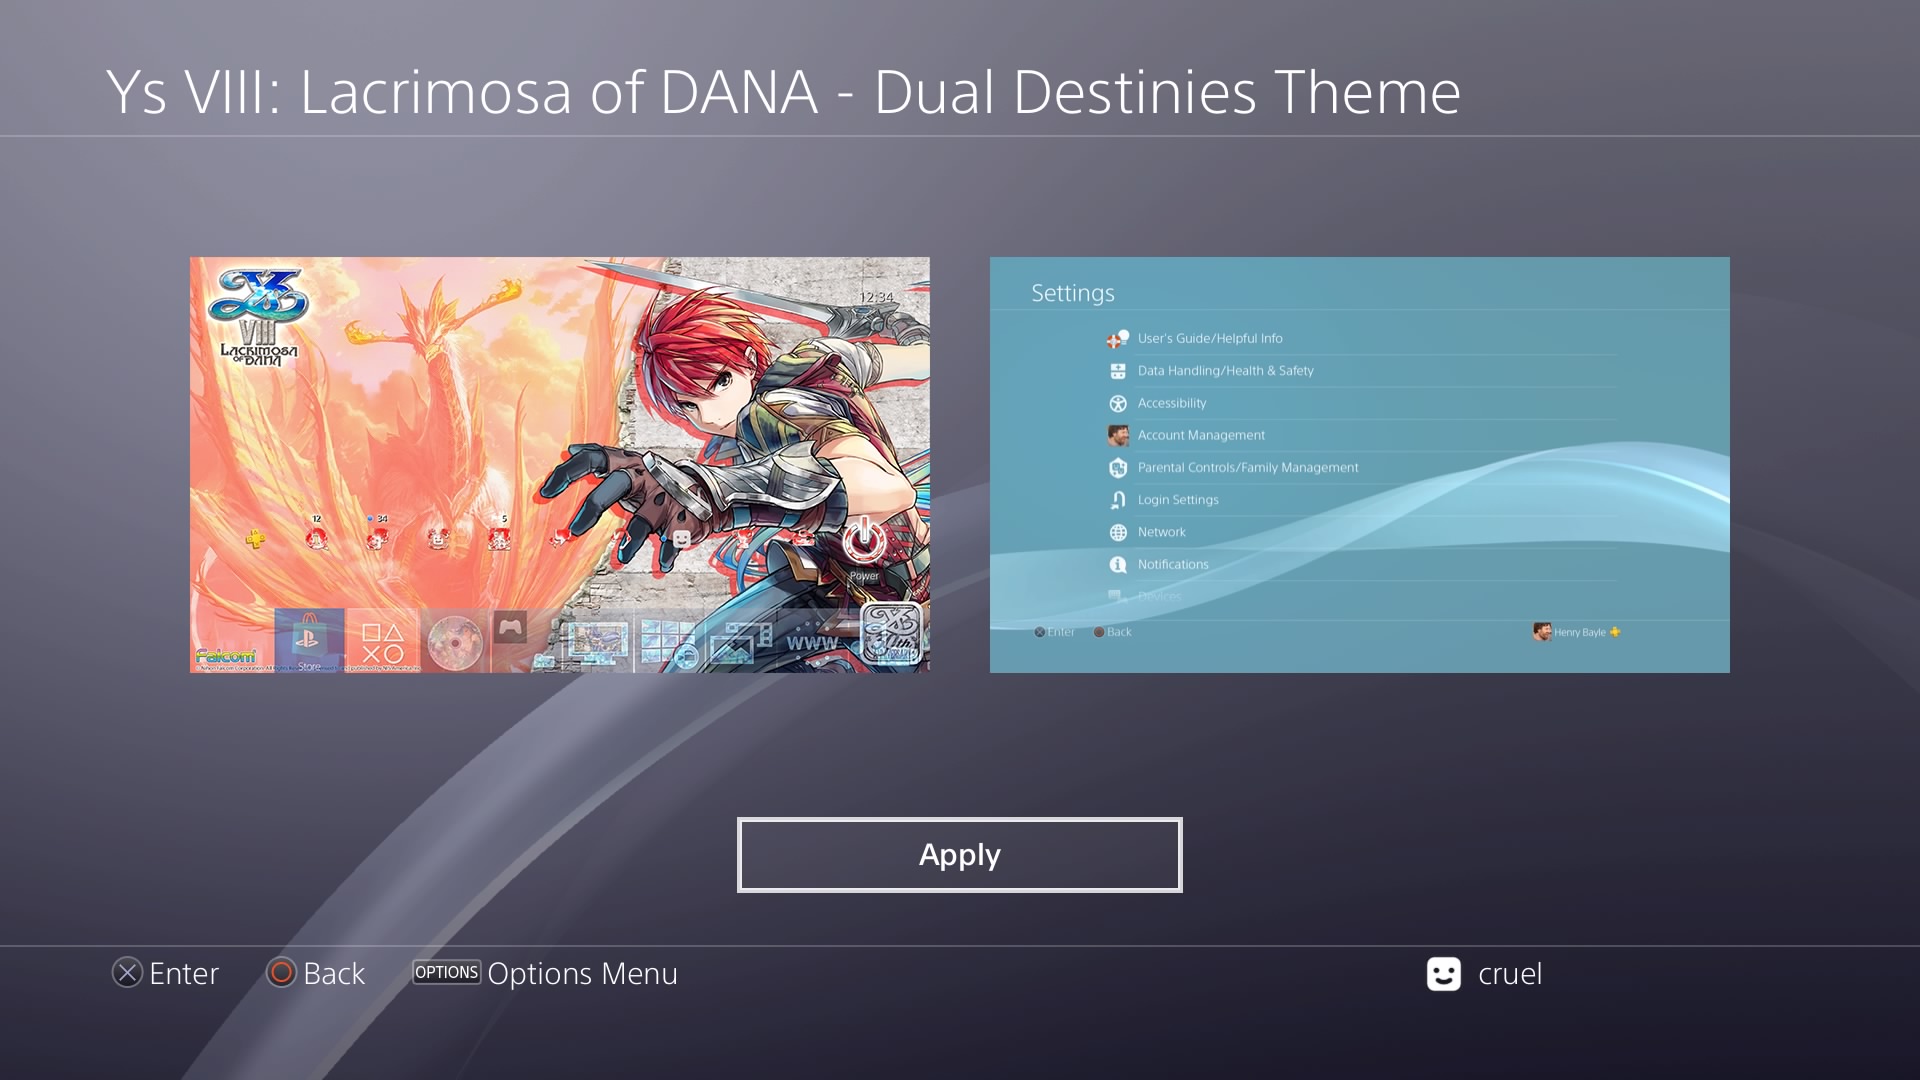 Ys VIII: Lacrimosa of DANA - Dual Destinies Theme
Ys
VIII
LACRIMOSA
OF DANA
12:34
12
34
5
Power
Falcom
Store
WWW
Settings
User's Guide/Helpful Info
Data Handling/Health & Safety
Accessibility
Account Management
Parental Controls/Family Management
Login Settings
Network
Notifications
Devices
Enter
Back
Henry Bayle
Apply
Enter
Back
OPTIONS Options Menu
cruel